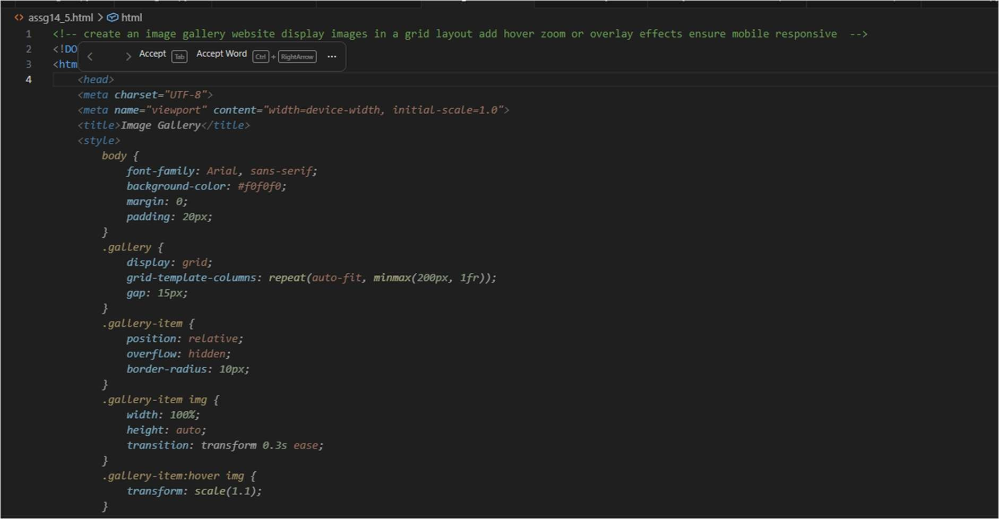 assg14_5.html > html
1 <!-- create an image gallery website display images in a grid layout add hover zoom or overlay effects ensure mobile responsive  -->
2 <!DO
Accept Tab Accept Word Ctrl + RightArrow ...
3 <htm
4     <head>
    <meta charset="UTF-8">
    <meta name="viewport" content="width=device-width, initial-scale=1.0">
    <title>Image Gallery</title>
    <style>
        body {
            font-family: Arial, sans-serif;
            background-color: #f0f0f0;
            margin: 0;
            padding: 20px;
        }
        .gallery {
            display: grid;
            grid-template-columns: repeat(auto-fit, minmax(200px, 1fr));
            gap: 15px;
        }
        .gallery-item {
            position: relative;
            overflow: hidden;
            border-radius: 10px;
        }
        .gallery-item img {
            width: 100%;
            height: auto;
            transition: transform 0.3s ease;
        }
        .gallery-item:hover img {
            transform: scale(1.1);
        }